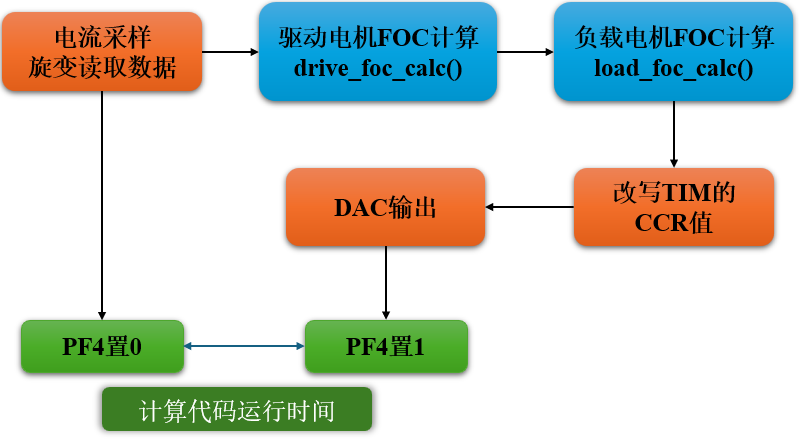 电流采样
旋变读取数据
驱动电机FOC计算
drive_foc_calc()
负载电机FOC计算
load_foc_calc()
DAC输出
改写TIM的
CCR值
PF4置0
PF4置1
计算代码运行时间